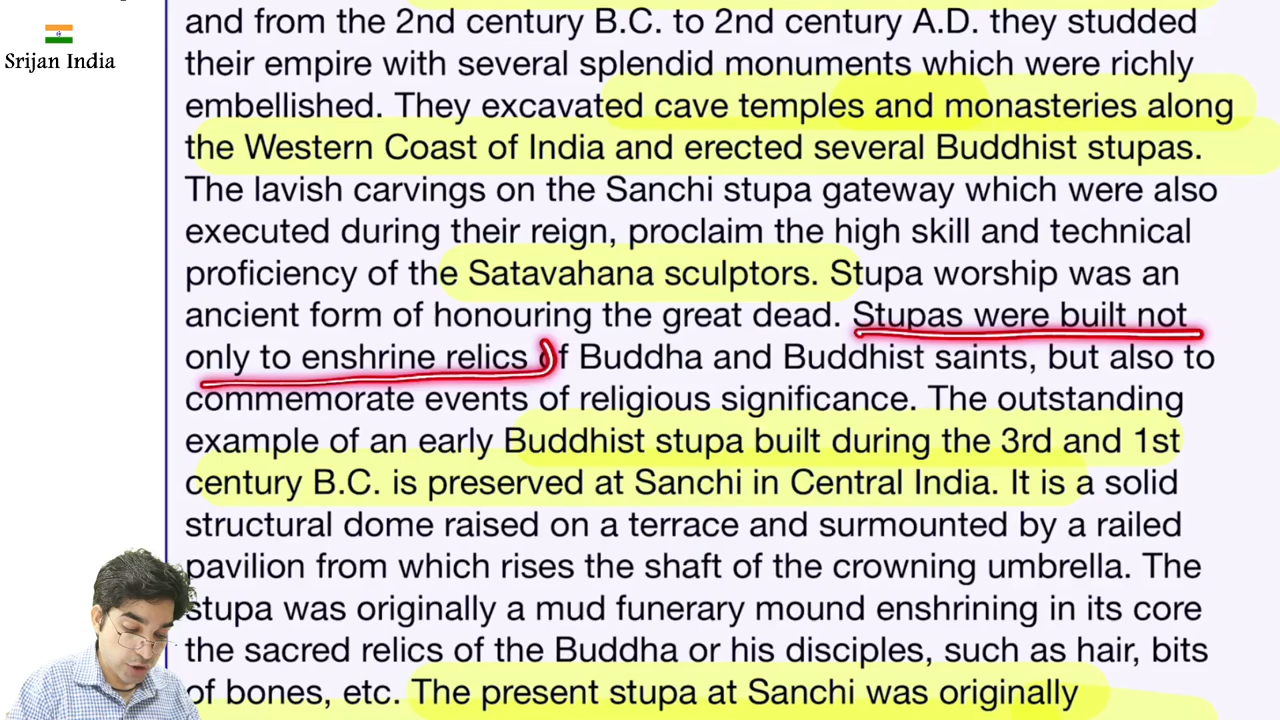 Srijan India
and from the 2nd century B.C. to 2nd century A.D. they studded
their empire with several splendid monuments which were richly
embellished. They excavated cave temples and monasteries along
the Western Coast of India and erected several Buddhist stupas.
The lavish carvings on the Sanchi stupa gateway which were also
executed during their reign, proclaim the high skill and technical
proficiency of the Satavahana sculptors. Stupa worship was an
ancient form of honouring the great dead. Stupas were built not
only to enshrine relics of Buddha and Buddhist saints, but also to
commemorate events of religious significance. The outstanding
example of an early Buddhist stupa built during the 3rd and 1st
century B.C. is preserved at Sanchi in Central India. It is a solid
structural dome raised on a terrace and surmounted by a railed
pavilion from which rises the shaft of the crowning umbrella. The
stupa was originally a mud funerary mound enshrining in its core
the sacred relics of the Buddha or his disciples, such as hair, bits
of bones, etc. The present stupa at Sanchi was originally